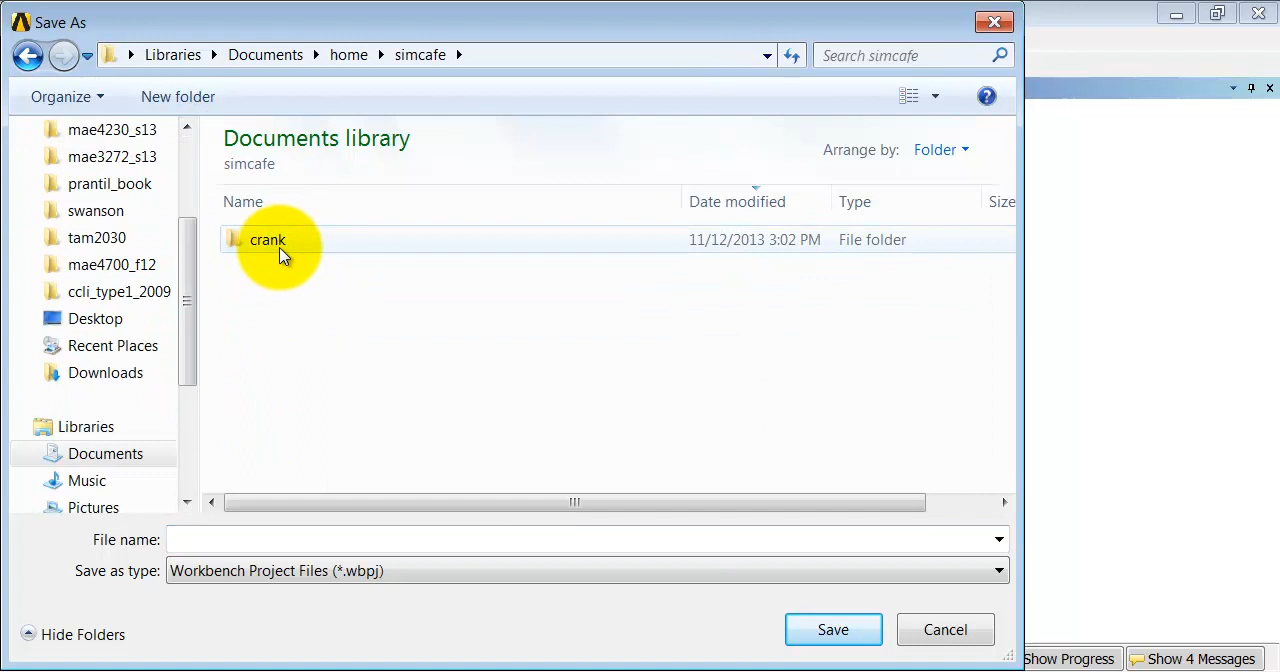 Save As
Libraries Documents home simcafe
Search simcafe
Organize New folder
mae4230_s13
mae3272_s13
prantil_book
swanson
tam2030
mae4700_f12
ccli_type1_2009
Desktop
Recent Places
Downloads
Libraries
Documents
Music
Pictures
Documents library
simcafe
Arrange by: Folder
Name Date modified Type Size
crank 11/12/2013 3:02 PM File folder
File name:
Save as type: Workbench Project Files (*.wbpj)
Hide Folders
Save Cancel
Show Progress Show 4 Messages